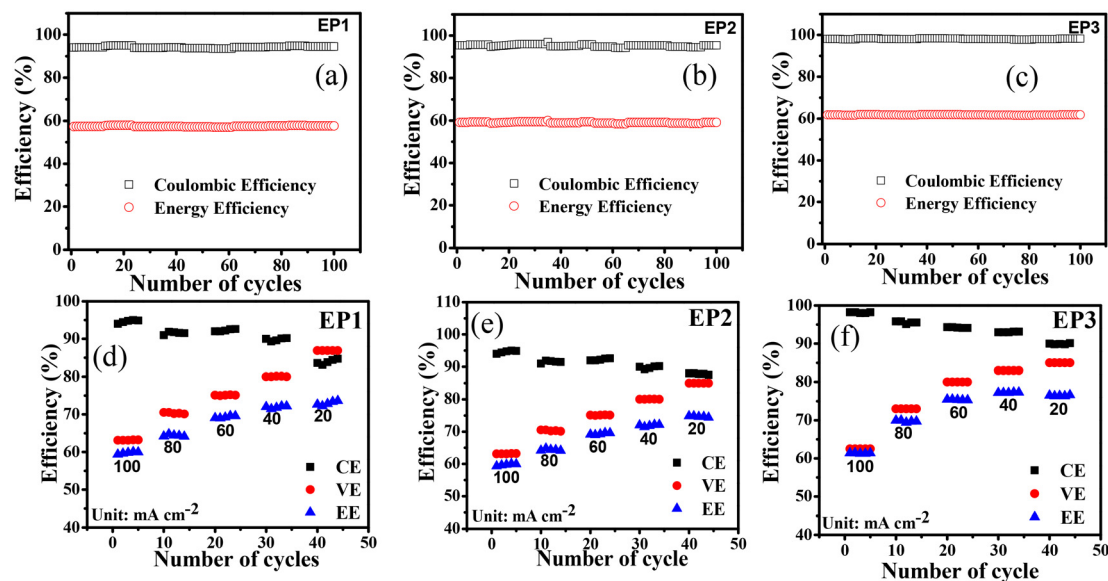 EP1
(a)
Efficiency (%)
100
80
60
40
20
0
Coulombic Efficiency
Energy Efficiency
0 20 40 60 80 100
Number of cycles
EP2
(b)
Efficiency (%)
100
80
60
40
20
0
Coulombic Efficiency
Energy Efficiency
0 20 40 60 80 100
Number of cycles
EP3
(c)
Efficiency (%)
100
80
60
40
20
0
Coulombic Efficiency
Energy Efficiency
0 20 40 60 80 100
Number of cycles
EP1
(d)
Efficiency (%)
100
95
90
80
70
60
50
40
100
80
60
40
20
CE
VE
EE
Unit: mA cm⁻²
0 10 20 30 40 50
Number of cycles
EP2
(e)
Efficiency (%)
110
100
90
80
70
60
50
40
100
80
60
40
20
CE
VE
EE
Unit: mA cm⁻²
0 10 20 30 40 50
Number of cycle
EP3
(f)
Efficiency (%)
100
90
80
70
60
50
40
100
80
60
40
20
CE
VE
EE
Unit: mA cm⁻²
0 10 20 30 40 50
Number of cycle